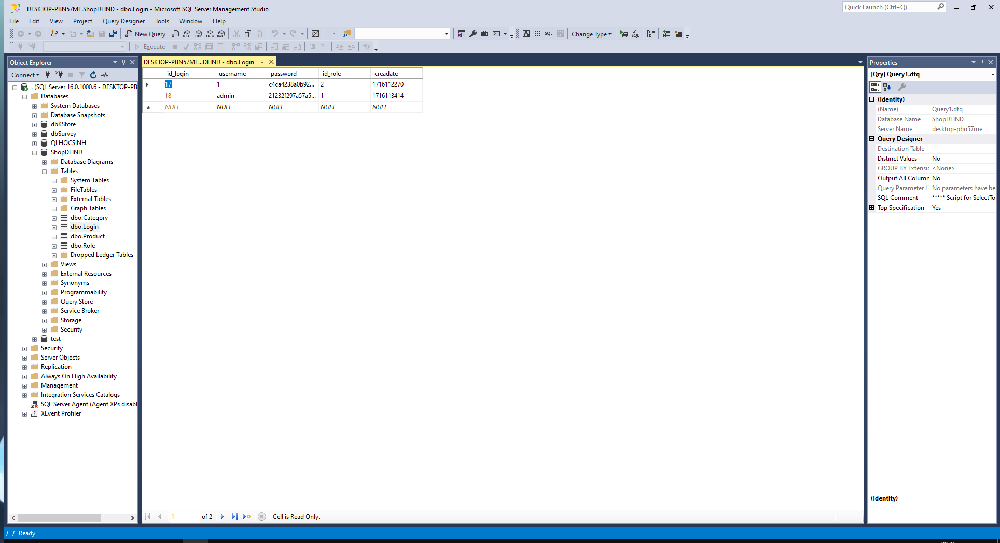 DESKTOP-PBN57ME.ShopDHND - dbo.Login - Microsoft SQL Server Management Studio
Quick Launch (Ctrl+Q)
File Edit View Project Query Designer Tools Window Help
New Query MDX DMX XMLA DAX SQL Change Type SQL
Execute
Object Explorer
Connect
. (SQL Server 16.0.1000.6 - DESKTOP-PB
Databases
System Databases
Database Snapshots
dbKStore
dbSurvey
QLHOCSINH
ShopDHND
Database Diagrams
Tables
System Tables
FileTables
External Tables
Graph Tables
dbo.Category
dbo.Login
dbo.Product
dbo.Role
Dropped Ledger Tables
Views
External Resources
Synonyms
Programmability
Query Store
Service Broker
Storage
Security
test
Security
Server Objects
Replication
Always On High Availability
Management
Integration Services Catalogs
SQL Server Agent (Agent XPs disabl
XEvent Profiler
DESKTOP-PBN57ME...DHND - dbo.Login
id_login username password id_role creadate
17 1 c4ca4238a0b92... 2 1716112270
18 admin 21232f297a57a5... 1 1716113414
NULL NULL NULL NULL NULL
1 of 2 Cell is Read Only.
Properties
[Qry] Query1.dtq
(Identity)
(Name) Query1.dtq
Database Name ShopDHND
Server Name desktop-pbn57me
Query Designer
Destination Table
Distinct Values No
GROUP BY Extensic <None>
Output All Column No
Query Parameter Li No parameters have be
SQL Comment ***** Script for SelectTo
Top Specification Yes
(Identity)
Ready